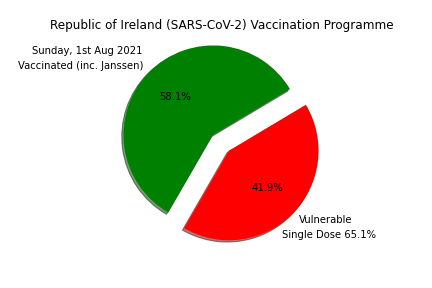 Republic of Ireland (SARS-CoV-2) Vaccination Programme
Sunday, 1st Aug 2021
Vaccinated (inc. Janssen)
58.1%
41.9%
Vulnerable
Single Dose 65.1%